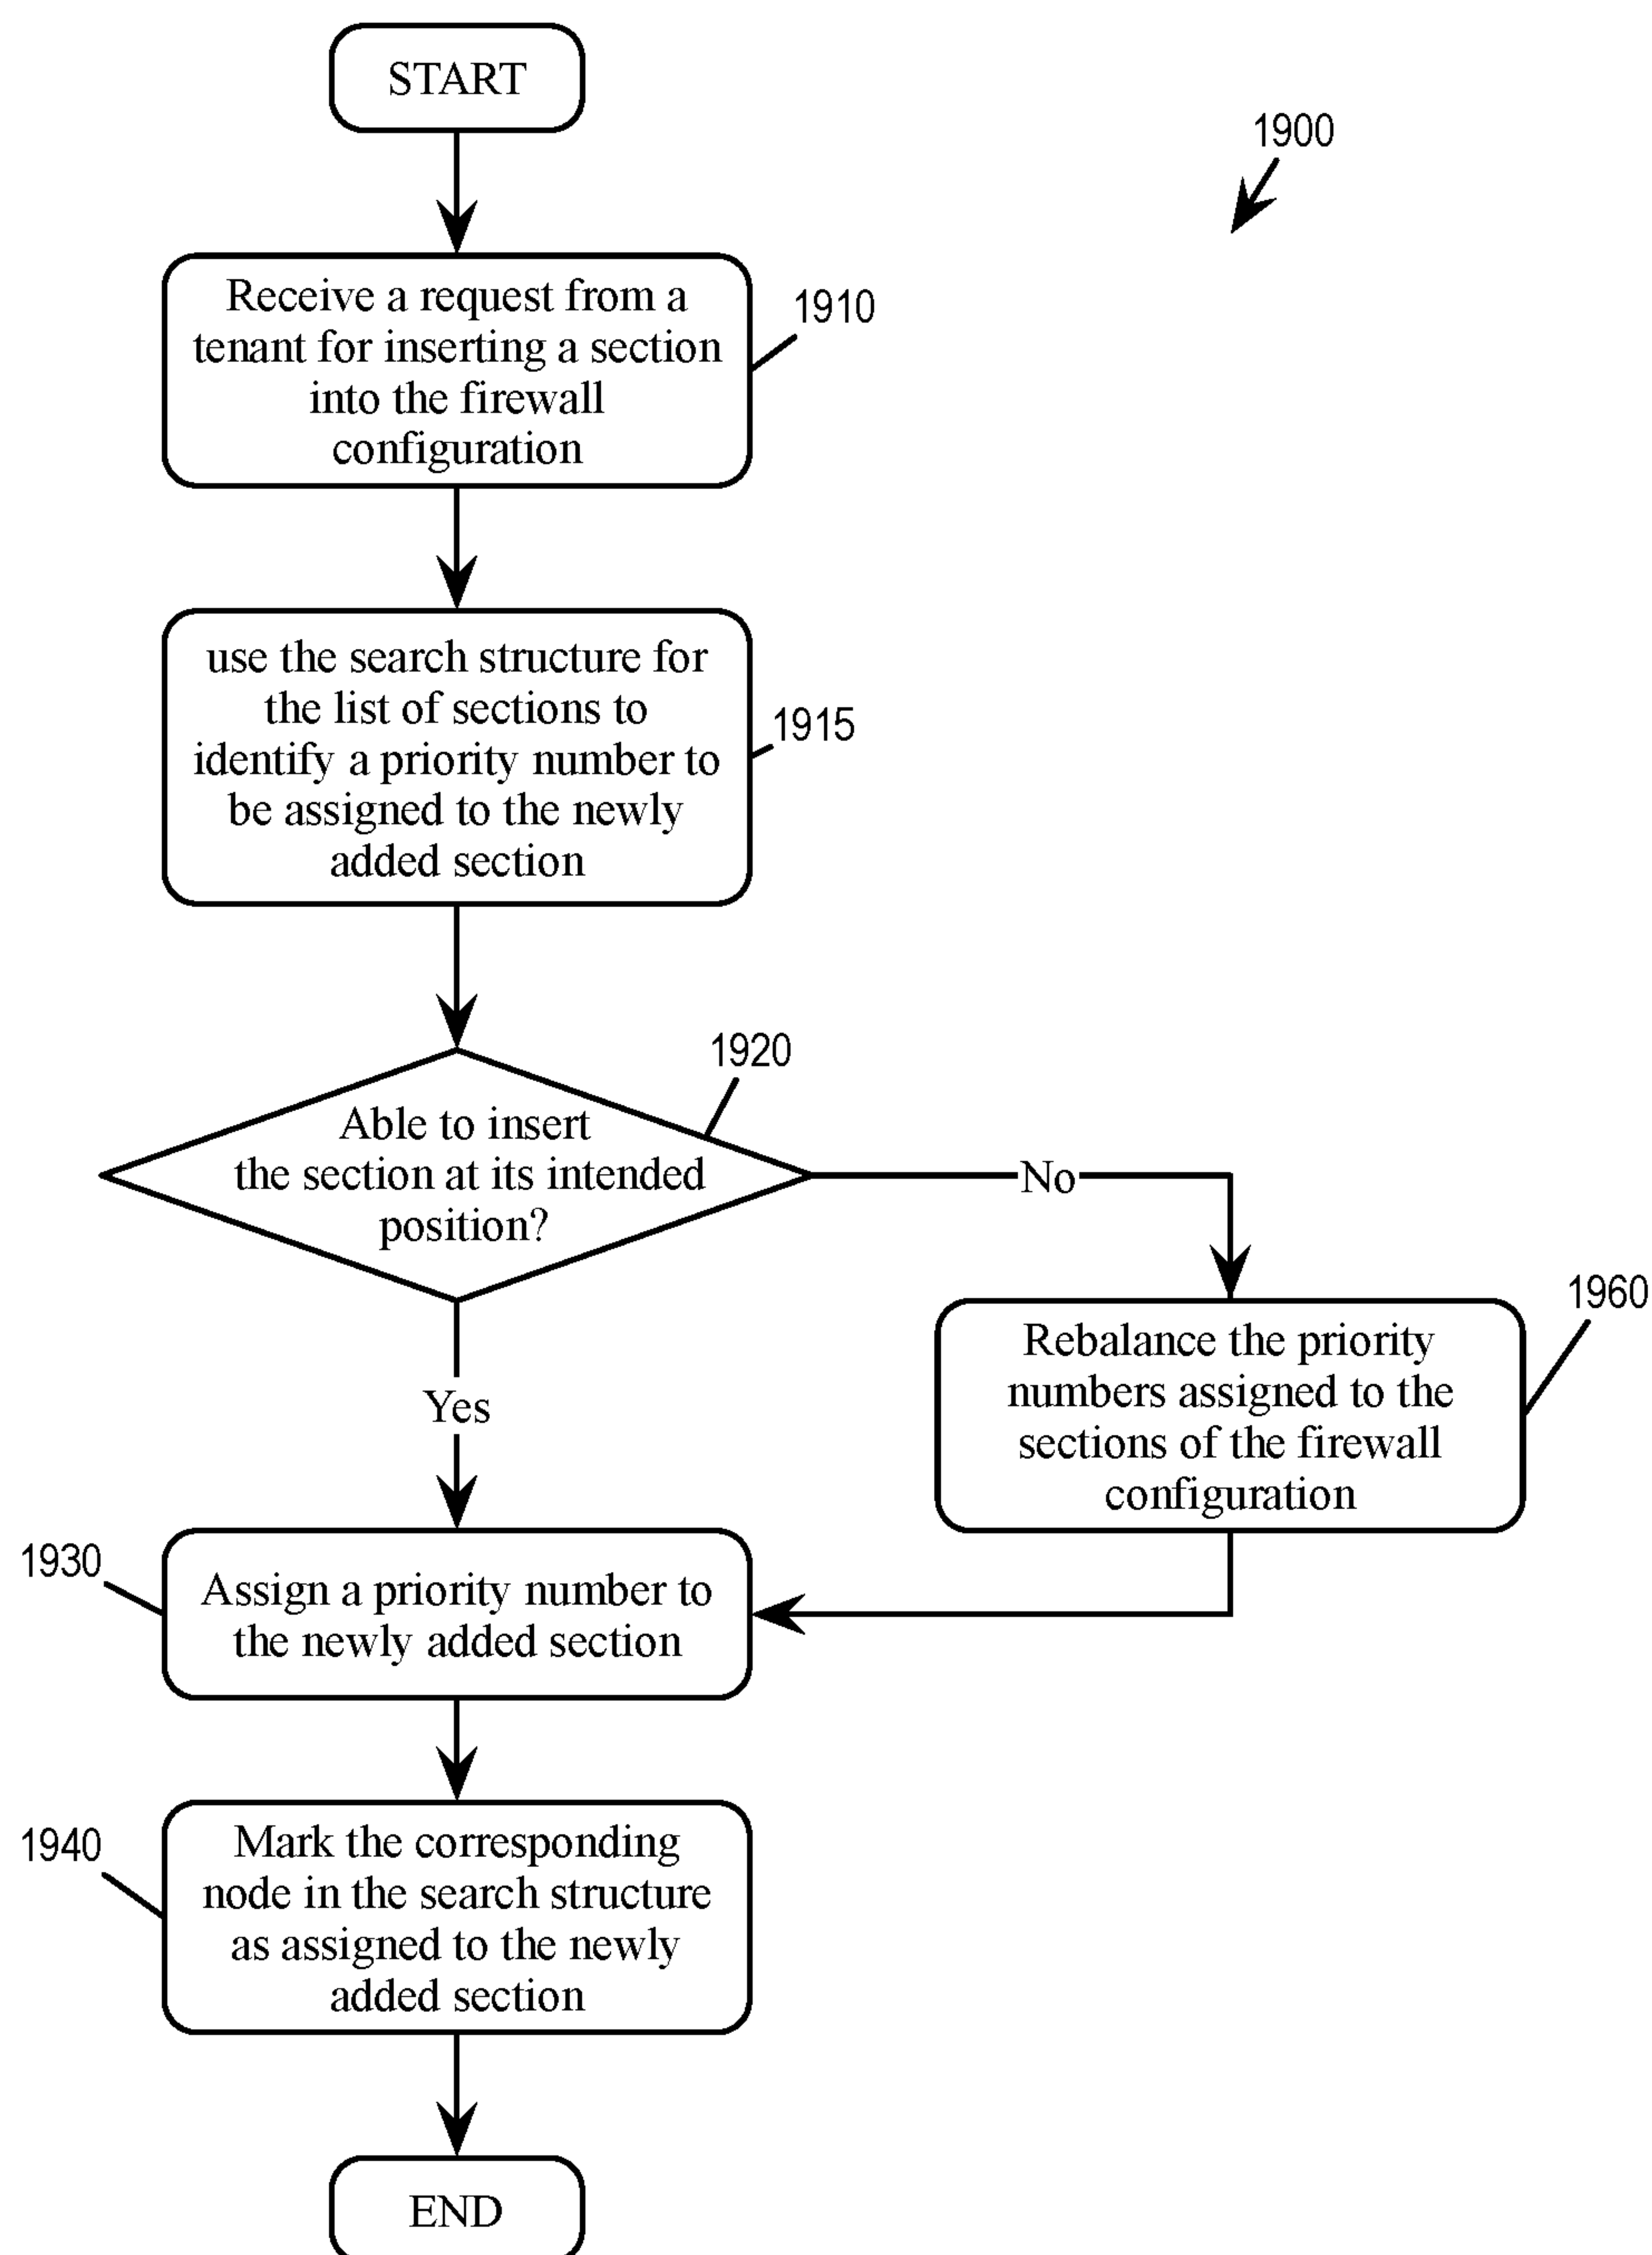 START
1900
Receive a request from a
tenant for inserting a section
into the firewall
configuration
1910
use the search structure for
the list of sections to
identify a priority number to
be assigned to the newly
added section
1915
1920
Able to insert
the section at its intended
position?
No
Yes
1960
Rebalance the priority
numbers assigned to the
sections of the firewall
configuration
1930
Assign a priority number to
the newly added section
1940
Mark the corresponding
node in the search structure
as assigned to the newly
added section
END